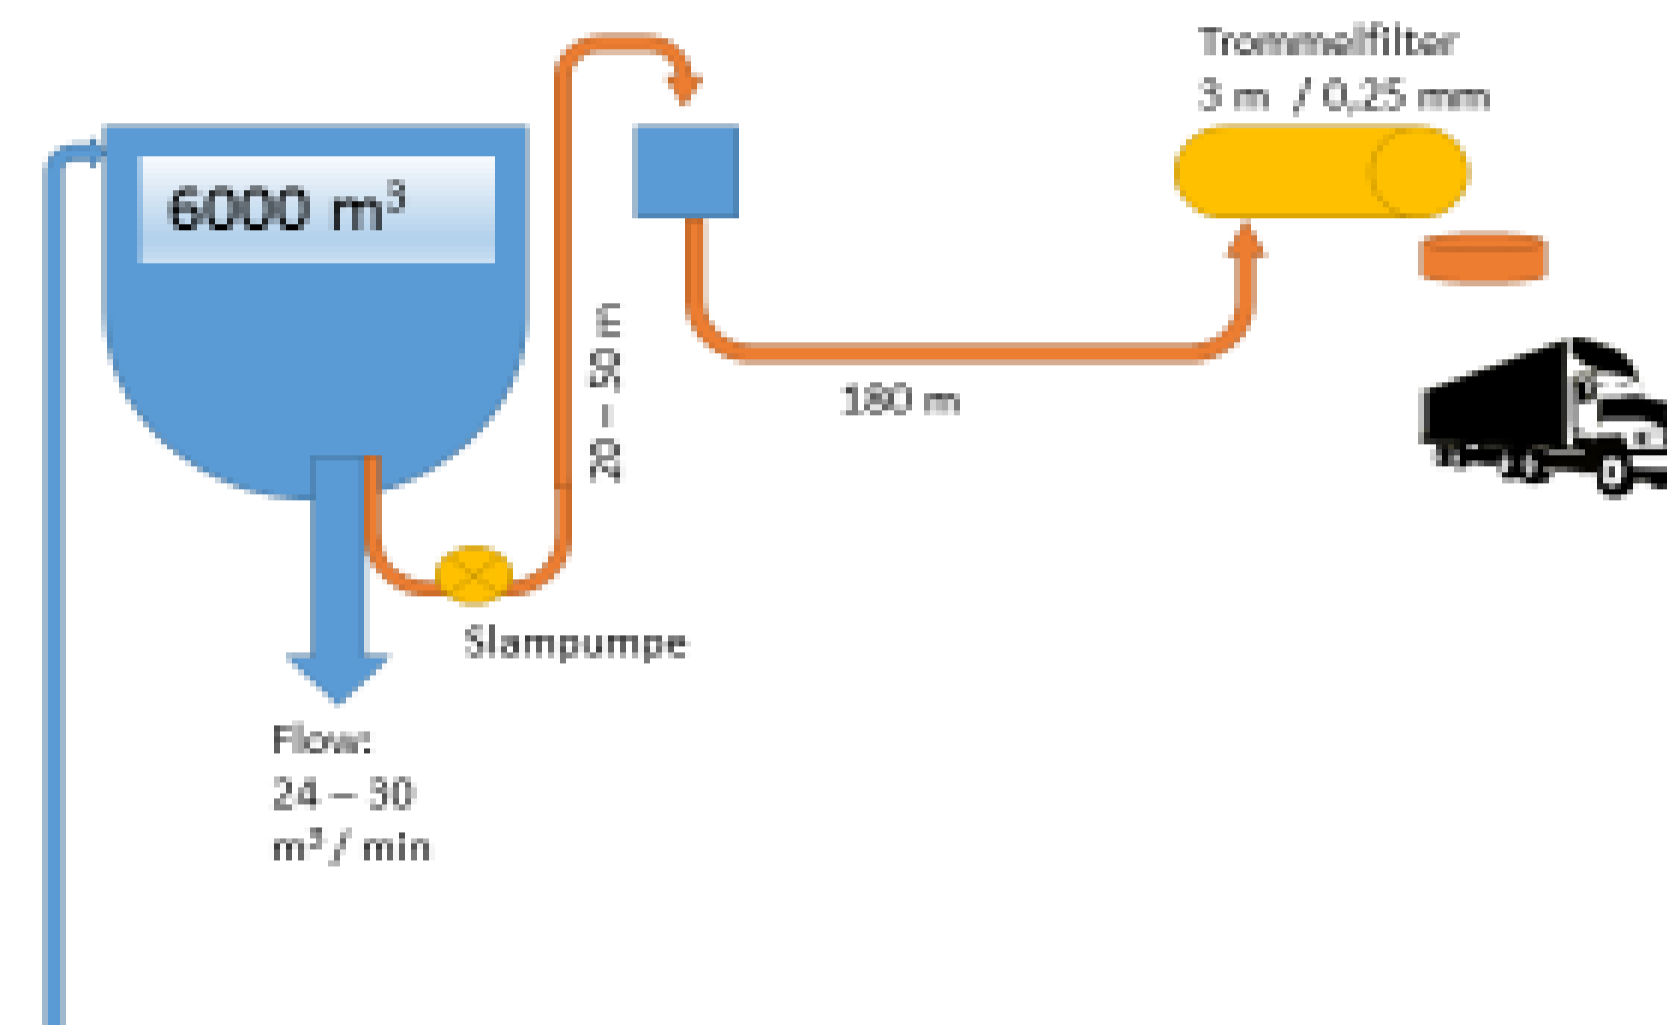 Trommelfilter
3 m / 0,25 mm
6000 m³
20 – 50 m
180 m
Slampumpe
Flow:
24 – 30
m³ / min